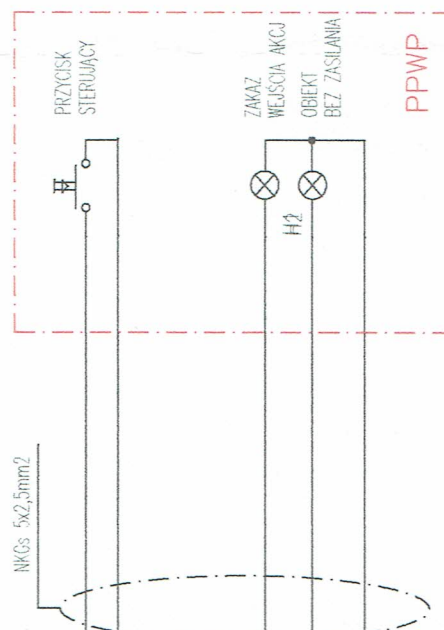 PRZYCISK
STERUJĄCY
ZAKAZ
WEJŚCIA AKCJ
OBIEKT
BEZ ZASILANIA
PPWP
H2
NKGs 5x2,5mm2